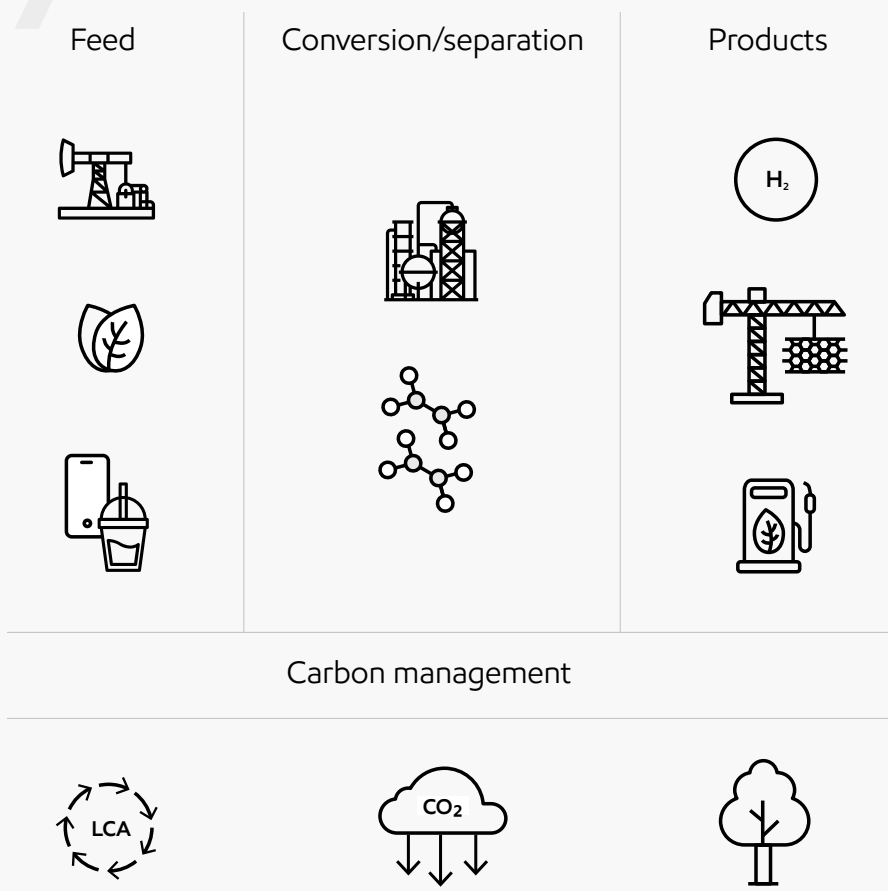 Feed
Conversion/separation
Products
H₂
Carbon management
LCA
CO₂